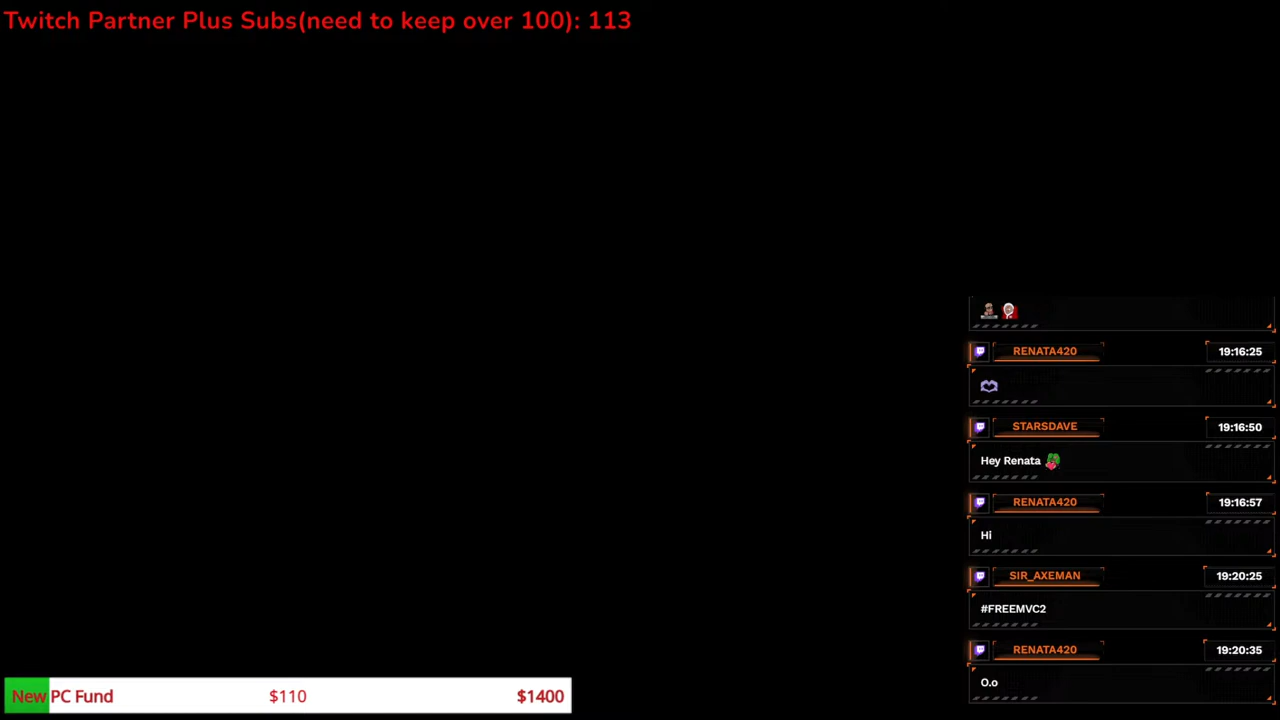 Twitch Partner Plus Subs(need to keep over 100): 113
RENATA420 19:16:25
STARSDAVE 19:16:50
Hey Renata
RENATA420 19:16:57
Hi
SIR_AXEMAN 19:20:25
#FREEMVC2
RENATA420 19:20:35
O.o
New PC Fund $110 $1400